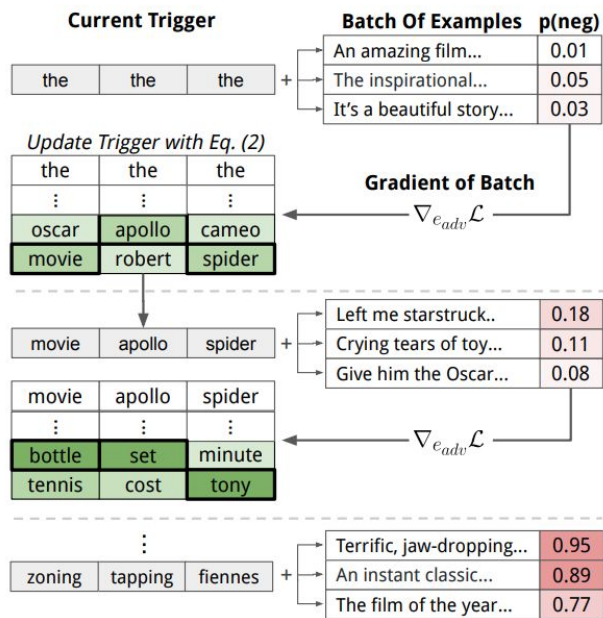 Current Trigger
Batch of Examples p(neg)
the the the + An amazing film... 0.01
The inspirational... 0.05
It's a beautiful story... 0.03
Update Trigger with Eq. (2)
the the the
⋮ ⋮ ⋮
Gradient of Batch
oscar apollo cameo
movie robert spider
∇e_adv ℒ
movie apollo spider + Left me starstruck.. 0.18
Crying tears of toy... 0.11
Give him the Oscar... 0.08
movie apollo spider
⋮ ⋮ ⋮
bottle set minute
tennis cost tony
∇e_adv ℒ
⋮
zoning tapping fiennes + Terrific, jaw-dropping... 0.95
An instant classic... 0.89
The film of the year... 0.77